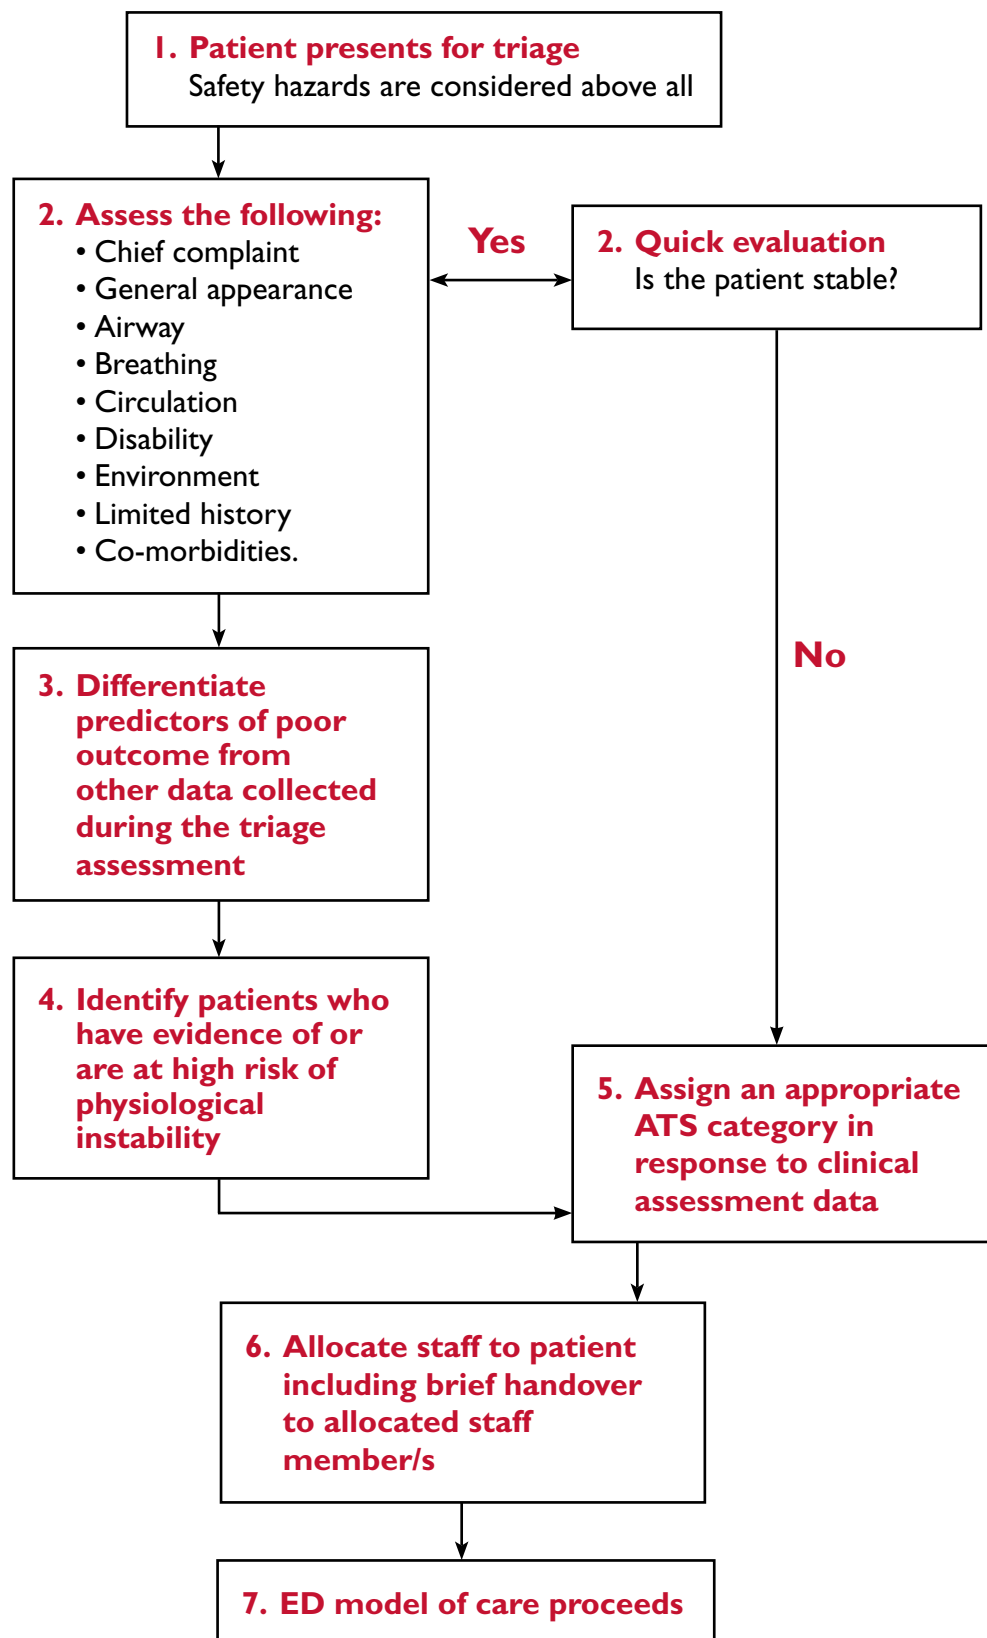 1. Patient presents for triage
Safety hazards are considered above all
2. Assess the following:
• Chief complaint
• General appearance
• Airway
• Breathing
• Circulation
• Disability
• Environment
• Limited history
• Co-morbidities.
Yes
2. Quick evaluation
Is the patient stable?
No
3. Differentiate
predictors of poor
outcome from
other data collected
during the triage
assessment
4. Identify patients who
have evidence of or
are at high risk of
physiological
instability
5. Assign an appropriate
ATS category in
response to clinical
assessment data
6. Allocate staff to patient
including brief handover
to allocated staff
member/s
7. ED model of care proceeds